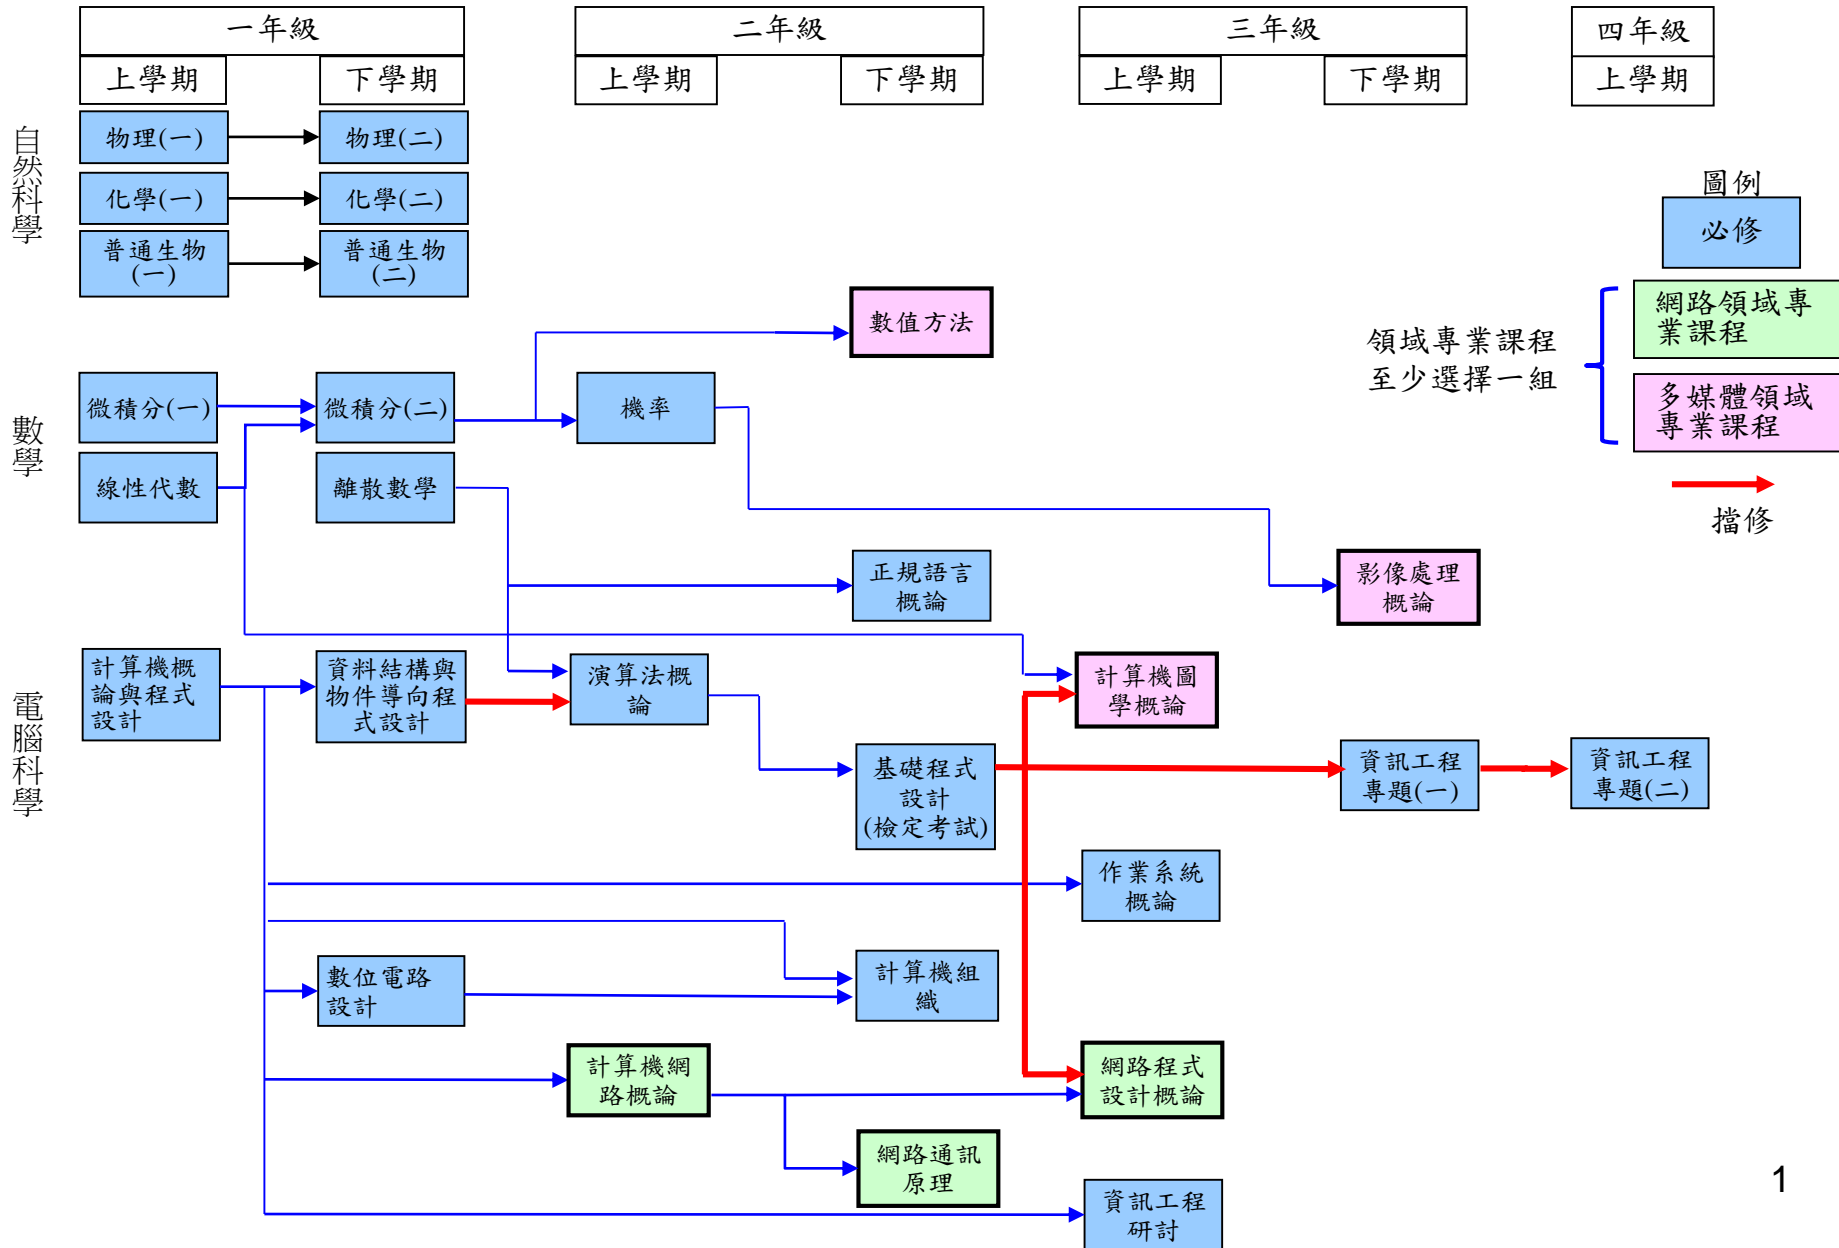 一年級
二年級
三年級
四年級
上學期
下學期
上學期
下學期
上學期
下學期
上學期
自然科學
物理(一)
物理(二)
化學(一)
化學(二)
普通生物
(一)
普通生物
(二)
圖例
必修
網路領域專
業課程
多媒體領域
專業課程
領域專業課程
至少選擇一組
擋修
數學
數值方法
微積分(一)
微積分(二)
機率
線性代數
離散數學
正規語言
概論
影像處理
概論
電腦科學
計算機概
論與程式
設計
資料結構與
物件導向程
式設計
演算法概
論
計算機圖
學概論
基礎程式
設計
(檢定考試)
資訊工程
專題(一)
資訊工程
專題(二)
作業系統
概論
數位電路
設計
計算機組
織
計算機網
路概論
網路程式
設計概論
網路通訊
原理
資訊工程
研討
1